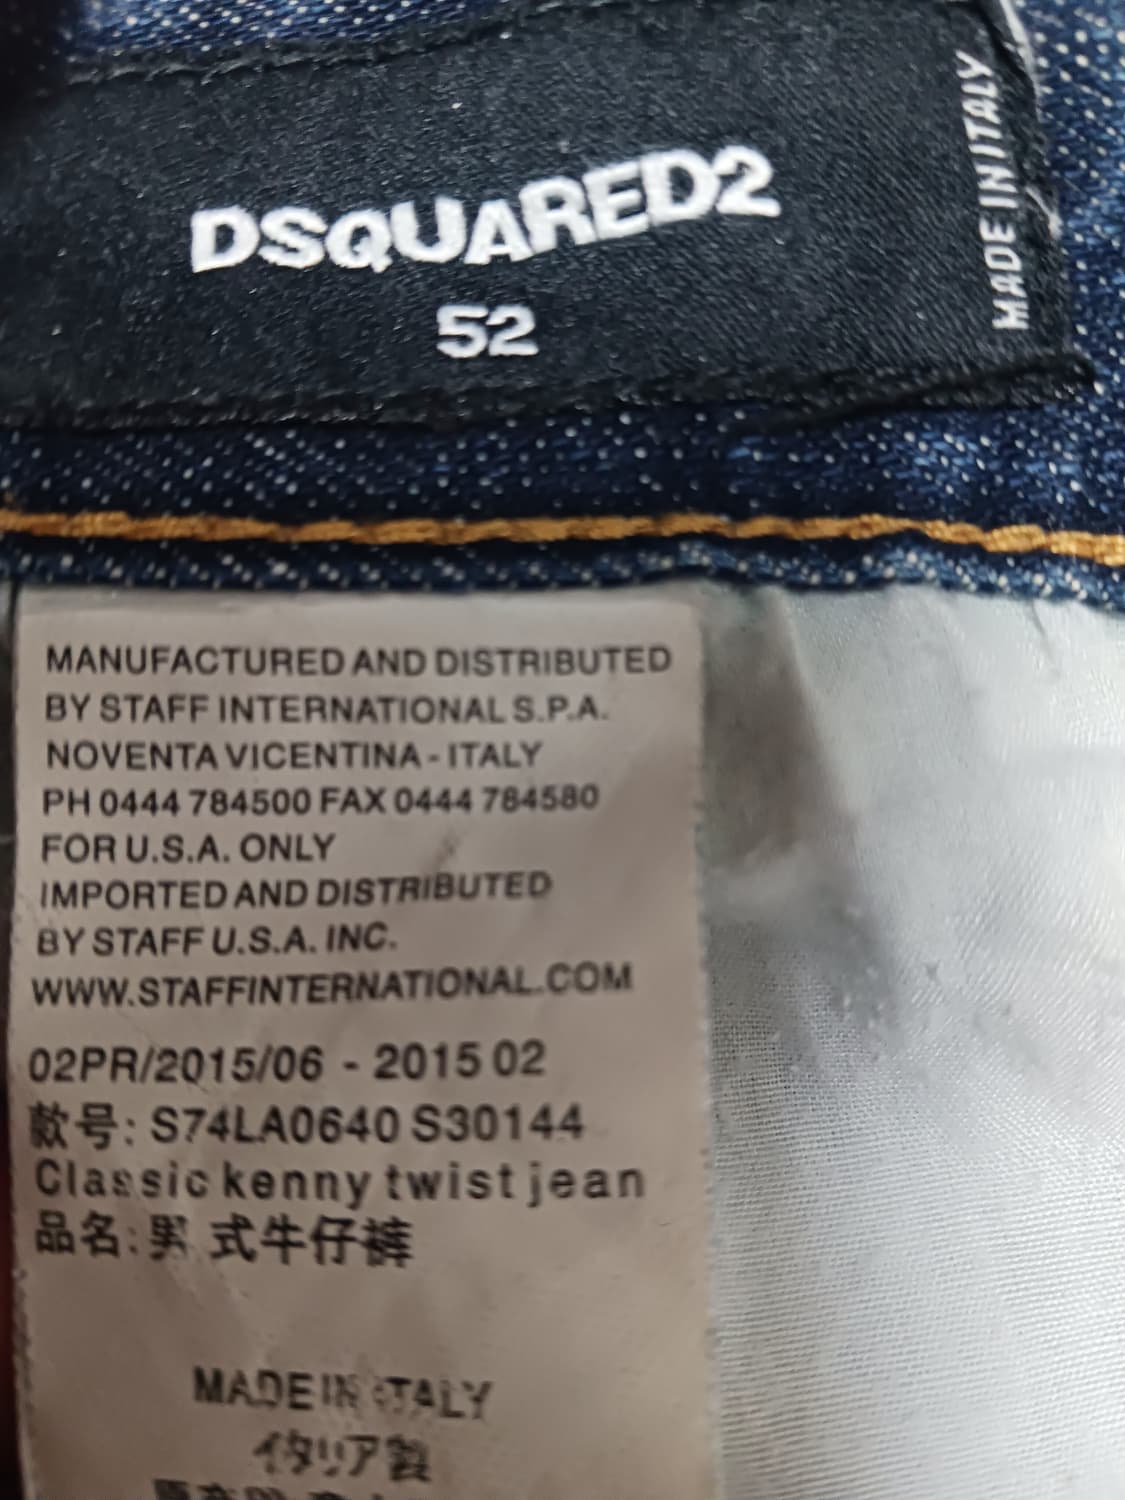 DSQUARED2
52
MADE IN ITALY
MANUFACTURED AND DISTRIBUTED
BY STAFF INTERNATIONAL S.P.A.
NOVENTA VICENTINA - ITALY
PH 0444 784500 FAX 0444 784580
FOR U.S.A. ONLY
IMPORTED AND DISTRIBUTED
BY STAFF U.S.A. INC.
WWW.STAFFINTERNATIONAL.COM
02PR/2015/06 - 2015 02
款号: S74LA0640 S30144
Classic kenny twist jean
品名: 男 式牛仔裤
MADE IN ITALY
イタリア製